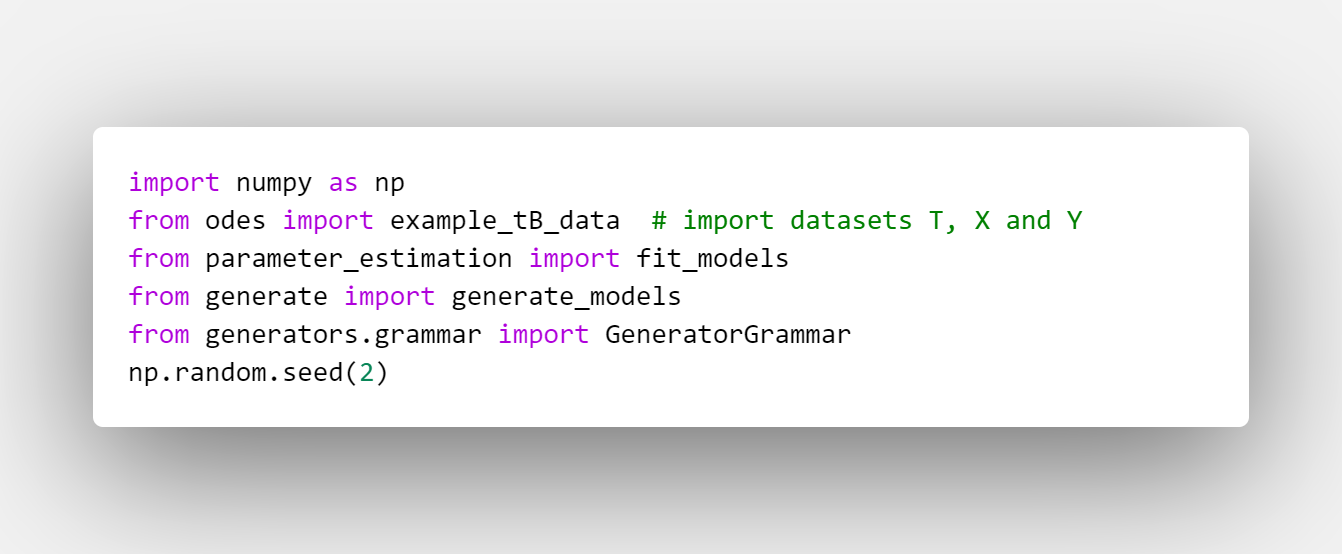 import numpy as np
from odes import example_tB_data  # import datasets T, X and Y
from parameter_estimation import fit_models
from generate import generate_models
from generators.grammar import GeneratorGrammar
np.random.seed(2)